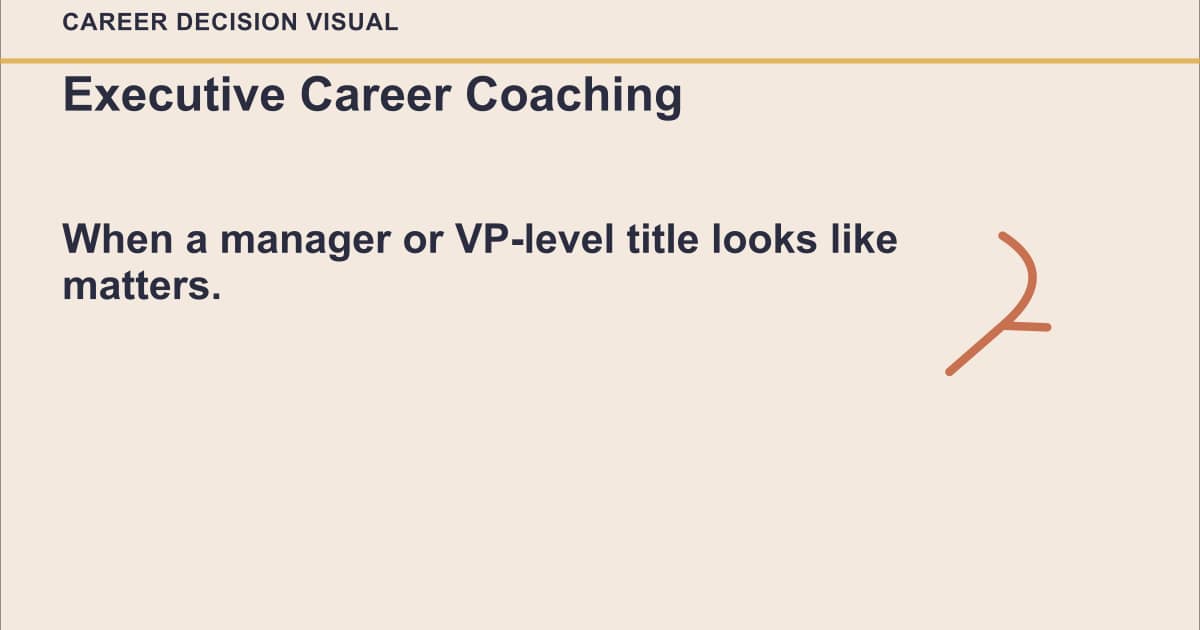 CAREER DECISION VISUAL
Executive Career Coaching
When a manager or VP-level title looks like
matters.